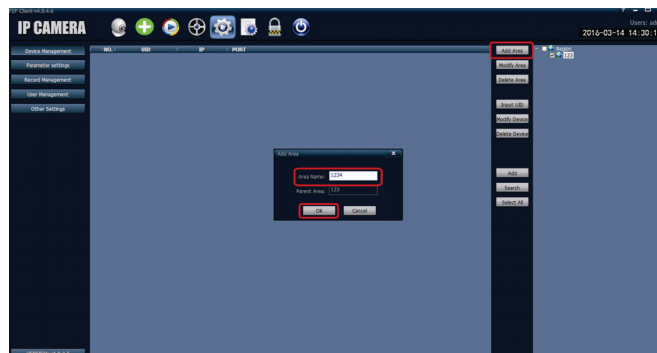 P2P Client-v4.0.4.6
IP CAMERA
Users: ad
2016-03-14 14:30:1
Device Management
Parameter settings
Record Management
User Management
Other Settings
NO. UID IP PORT
Add Area
Modify Area
Delete Area
Input UID
Modify Device
Delete Device
Add
Search
Select All
Region
123
Add Area X
Area Name: 1234
Parent Area: 123
OK Cancel